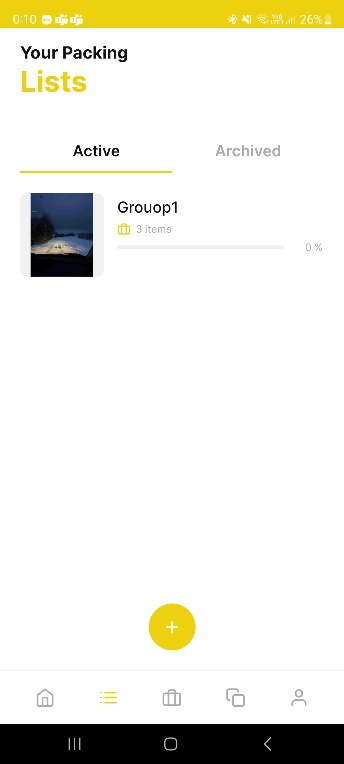 0:10
26%
Your Packing
Lists
Active
Archived
Grouop1
3 items
0 %